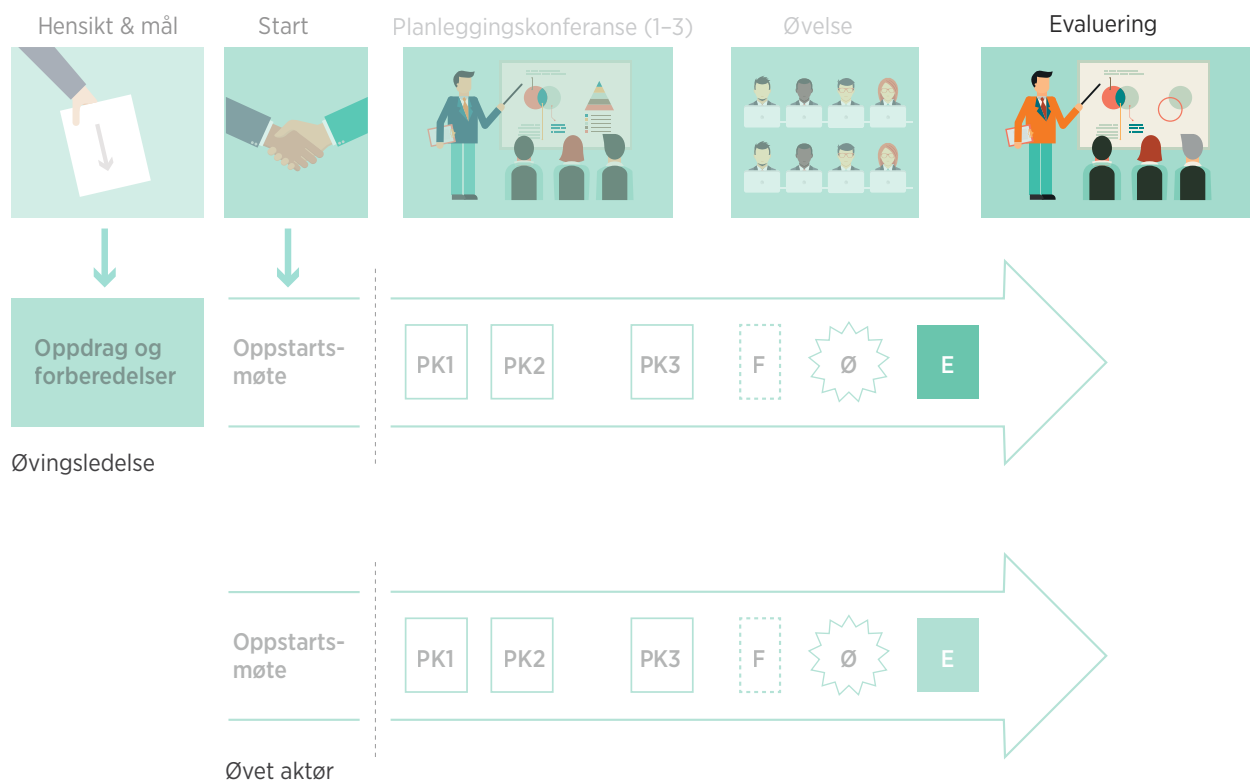 Hensikt & mål
Start
Planleggingskonferanse (1–3)
Øvelse
Evaluering
Oppdrag og
forberedelser
Oppstarts-
møte
PK1
PK2
PK3
F
Ø
E
Øvingsledelse
Oppstarts-
møte
PK1
PK2
PK3
F
Ø
E
Øvet aktør